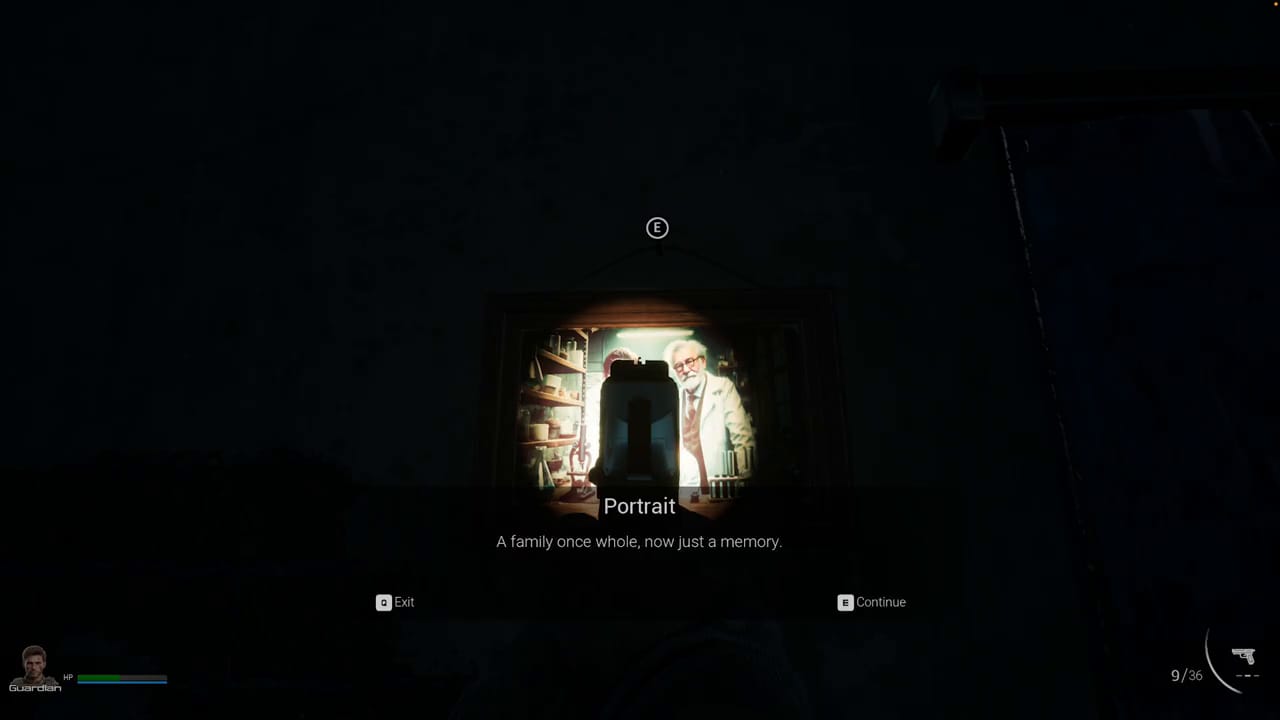 E
Portrait
A family once whole, now just a memory.
Q Exit
E Continue
HP
Guardian
9/36